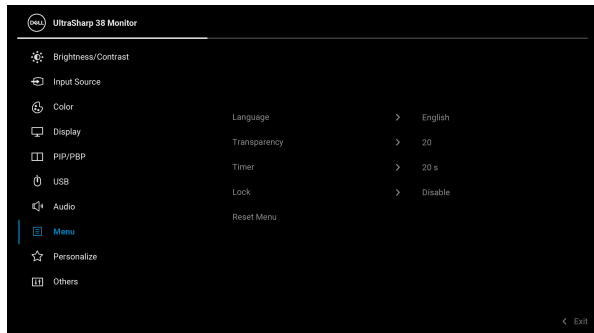 DELL UltraSharp 38 Monitor
Brightness/Contrast
Input Source
Color
Display
PIP/PBP
USB
Audio
Menu
Personalize
Others
Language > English
Transparency > 20
Timer > 20 s
Lock > Disable
Reset Menu
< Exit